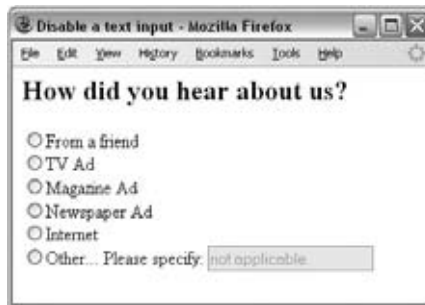 Disable a text input - Mozilla Firefox
File Edit View History Bookmarks Tools Help
How did you hear about us?
From a friend
TV Ad
Magazine Ad
Newspaper Ad
Internet
Other... Please specify: not applicable